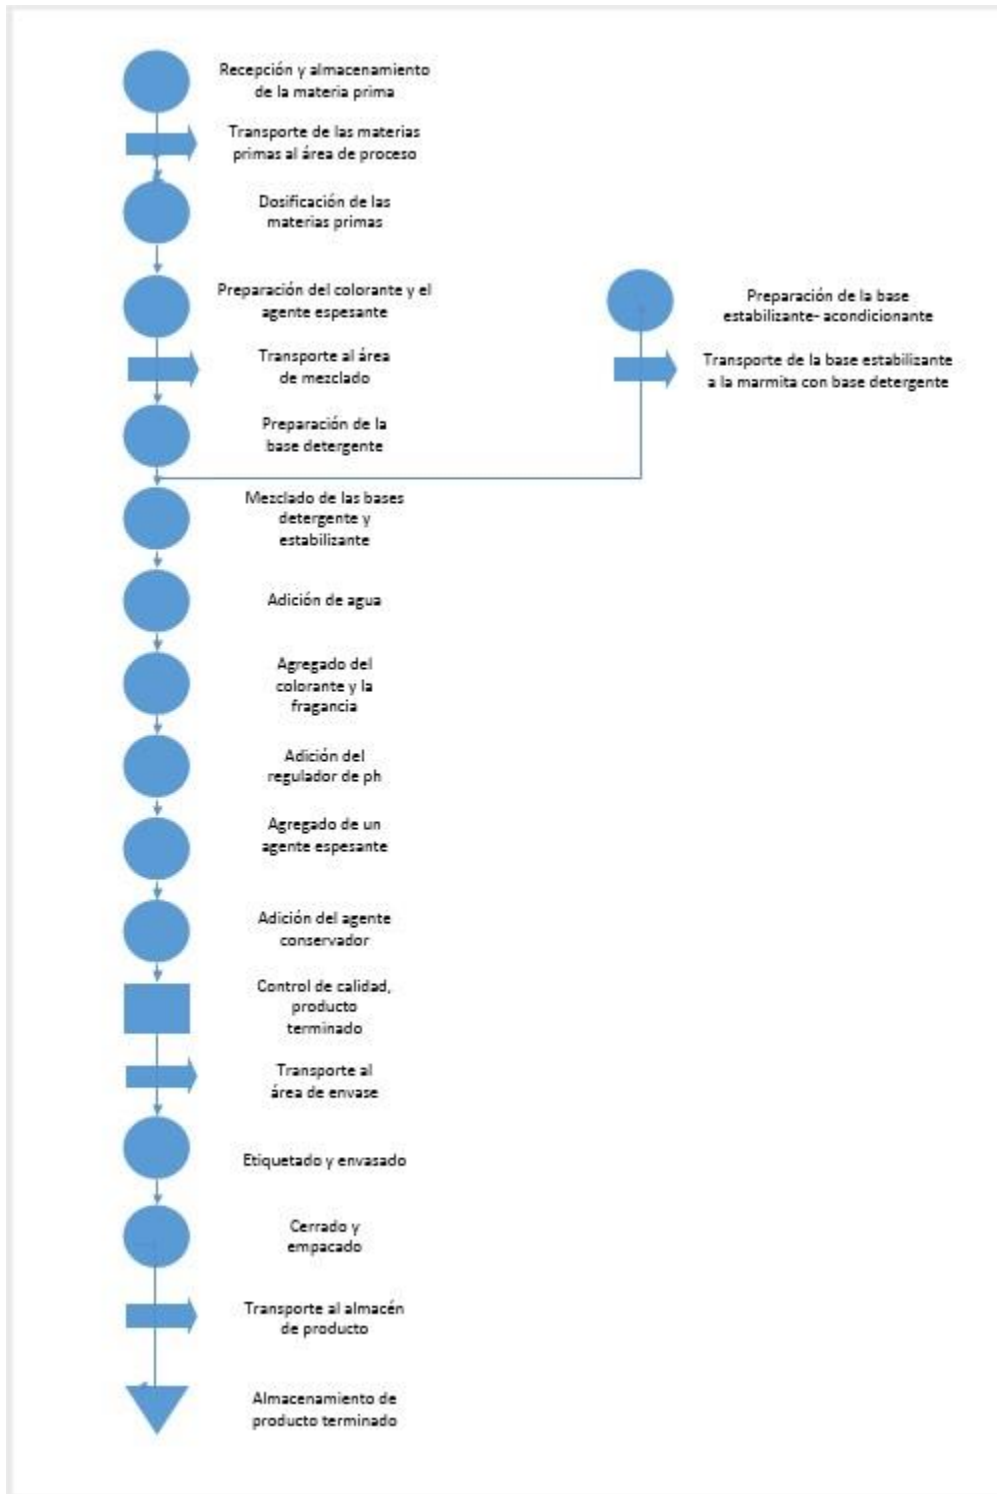 Recepción y almacenamiento
de la materia prima
Transporte de las materias
primas al área de proceso
Dosificación de las
materias primas
Preparación del colorante y el
agente espesante
Transporte al área
de mezclado
Preparación de la
base detergente
Preparación de la base
estabilizante- acondicionante
Transporte de la base estabilizante
a la marmita con base detergente
Mezclado de las bases
detergente y
estabilizante
Adición de agua
Agregado del
colorante y la
fragancia
Adición del
regulador de ph
Agregado de un
agente espesante
Adición del agente
conservador
Control de calidad,
producto
terminado
Transporte al
área de envase
Etiquetado y envasado
Cerrado y
empacado
Transporte al almacén
de producto
Almacenamiento de
producto terminado